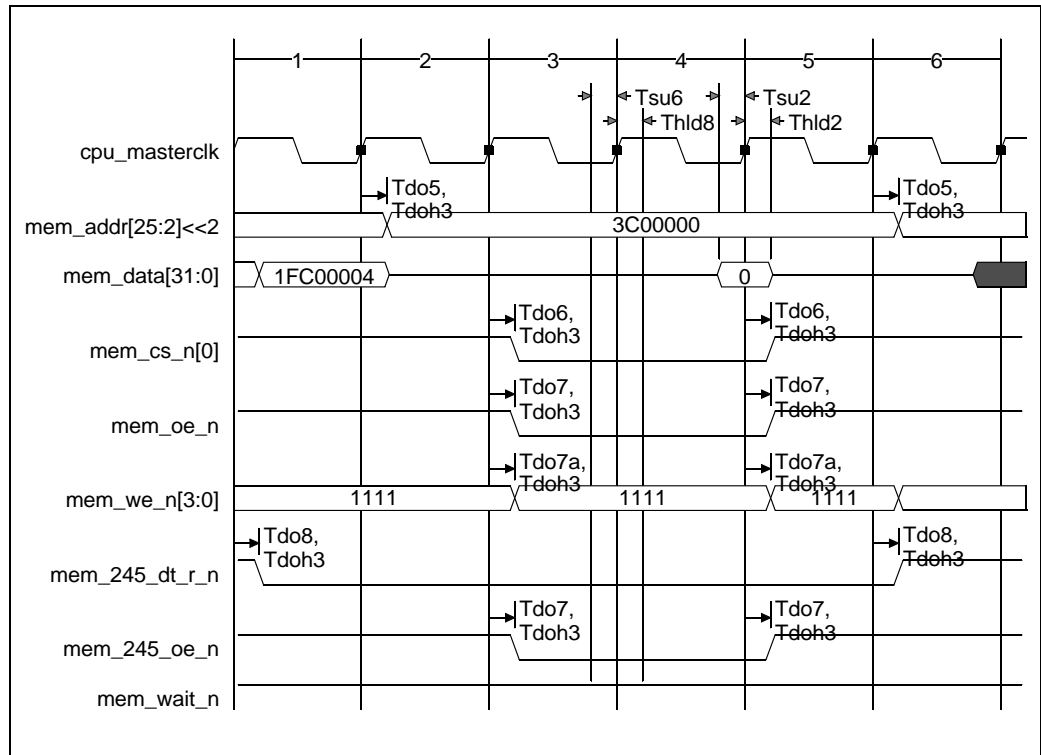 1 2 3 4 5 6
Tsu6 Tsu2
Thld8 Thld2
cpu_masterclk
Tdo5, Tdo5,
Tdoh3 Tdoh3
mem_addr[25:2]<<2 3C00000
mem_data[31:0] 1FC00004 0
Tdo6, Tdo6,
Tdoh3 Tdoh3
mem_cs_n[0]
Tdo7, Tdo7,
Tdoh3 Tdoh3
mem_oe_n
Tdo7a, Tdo7a,
Tdoh3 Tdoh3
mem_we_n[3:0] 1111 1111 1111
Tdo8, Tdo8,
Tdoh3 Tdoh3
mem_245_dt_r_n
Tdo7, Tdo7,
Tdoh3 Tdoh3
mem_245_oe_n
mem_wait_n